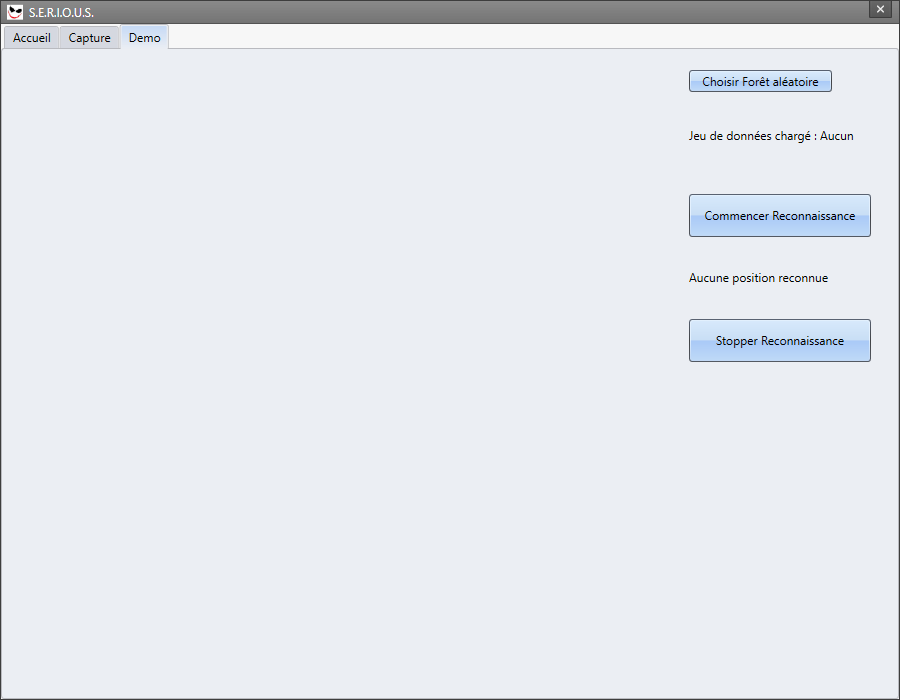 S.E.R.I.O.U.S.
Accueil Capture Demo
Choisir Forêt aléatoire
Jeu de données chargé : Aucun
Commencer Reconnaissance
Aucune position reconnue
Stopper Reconnaissance